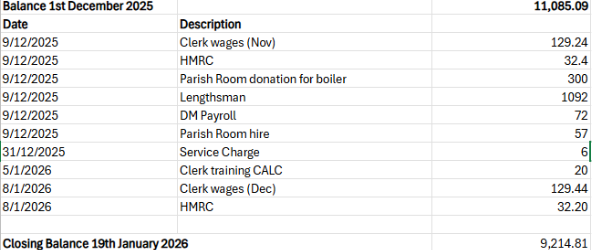 Balance 1st December 2025 11,085.09
Date Description
9/12/2025 Clerk wages (Nov) 129.24
9/12/2025 HMRC 32.4
9/12/2025 Parish Room donation for boiler 300
9/12/2025 Lengthsman 1092
9/12/2025 DM Payroll 72
9/12/2025 Parish Room hire 57
31/12/2025 Service Charge 6
5/1/2026 Clerk training CALC 20
8/1/2026 Clerk wages (Dec) 129.44
8/1/2026 HMRC 32.20
Closing Balance 19th January 2026 9,214.81